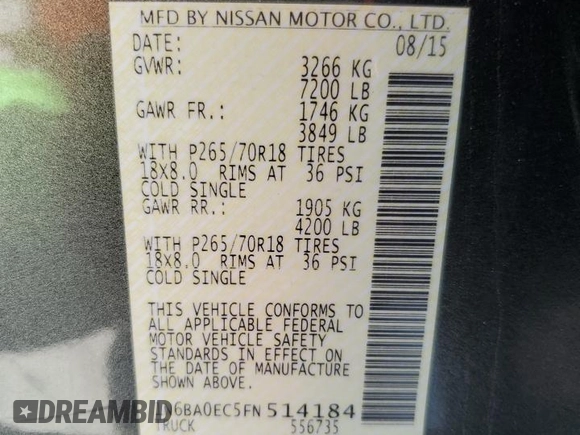 MFD BY NISSAN MOTOR CO., LTD.
DATE: 08/15
GVWR: 3266 KG
7200 LB
GAWR FR.: 1746 KG
3849 LB
WITH P265/70R18 TIRES
18X8.0 RIMS AT 36 PSI
COLD SINGLE
GAWR RR.: 1905 KG
4200 LB
WITH P265/70R18 TIRES
18X8.0 RIMS AT 36 PSI
COLD SINGLE
THIS VEHICLE CONFORMS TO
ALL APPLICABLE FEDERAL
MOTOR VEHICLE SAFETY
STANDARDS IN EFFECT ON
THE DATE OF MANUFACTURE
SHOWN ABOVE.
6BA0EC5FN 514184
TRUCK 556735
DREAMBID